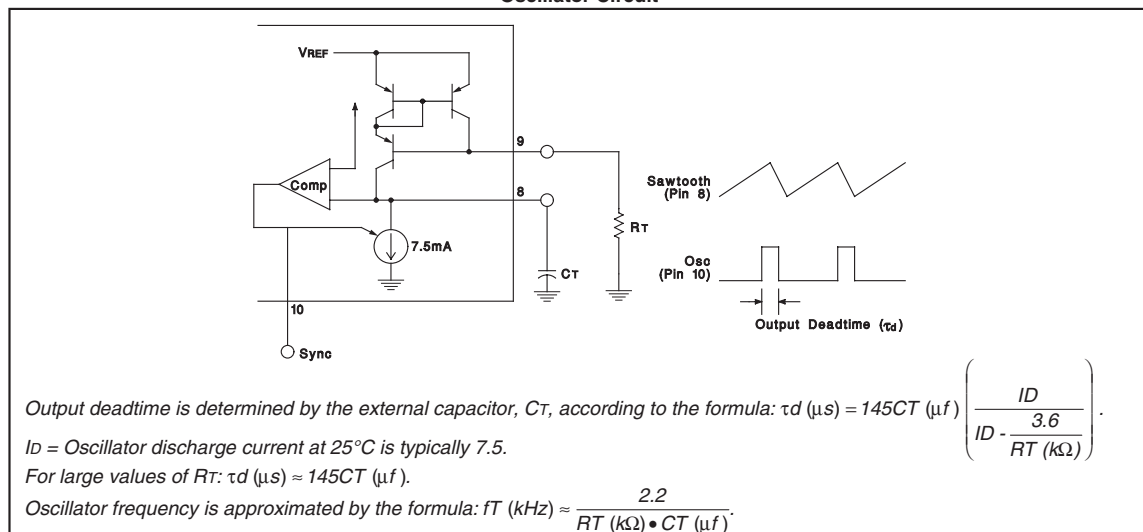 VREF
Comp
9
8
7.5mA
RT
CT
10
Sync
Sawtooth
(Pin 8)
Osc
(Pin 10)
Output Deadtime (τd)
Output deadtime is determined by the external capacitor, CT, according to the formula: τd (µs) = 145CT (µf) ( ID / ( ID - 3.6 / RT (kΩ) ) ) .
ID = Oscillator discharge current at 25°C is typically 7.5.
For large values of RT: τd (µs) ≈ 145CT (µf).
Oscillator frequency is approximated by the formula: fT (kHz) ≈ 2.2 / ( RT (kΩ) • CT (µf) ).